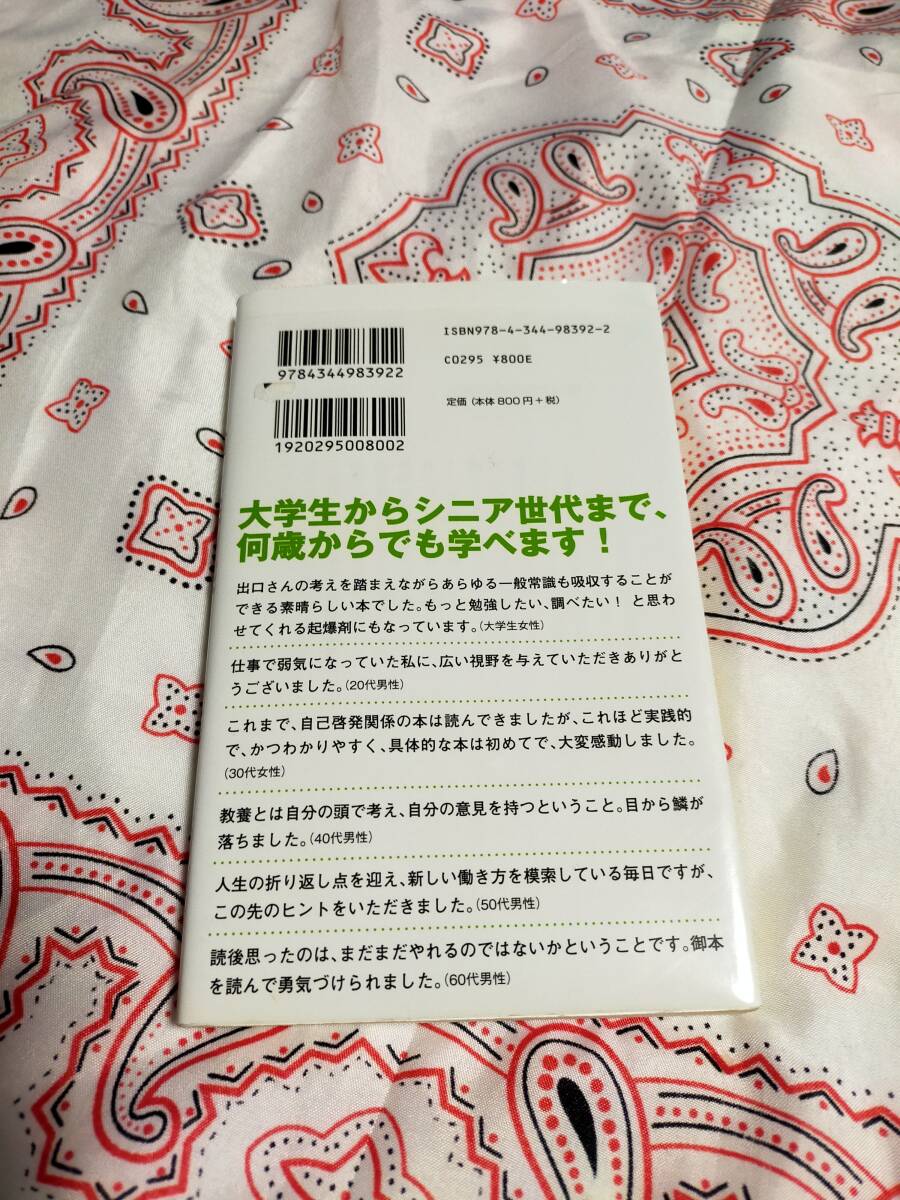 ISBN978-4-344-98392-2
C0295 ¥800E
定価(本体800円+税)
9784344983922
1920295008002
大学生からシニア世代まで、
何歳からでも学べます!
出口さんの考えを踏まえながらあらゆる一般常識も吸収することが
できる素晴らしい本でした。もっと勉強したい、調べたい! と思わ
せてくれる起爆剤にもなっています。(大学生女性)
仕事で弱気になっていた私に、広い視野を与えていただきありがと
うございました。(20代男性)
これまで、自己啓発関係の本は読んできましたが、これほど実践的
で、かつわかりやすく、具体的な本は初めてで、大変感動しました。
(30代女性)
教養とは自分の頭で考え、自分の意見を持つということ。目から鱗が
落ちました。(40代男性)
人生の折り返し点を迎え、新しい働き方を模索している毎日ですが、
この先のヒントをいただきました。(50代男性)
読後思ったのは、まだまだやれるのではないかということです。御本
を読んで勇気づけられました。(60代男性)